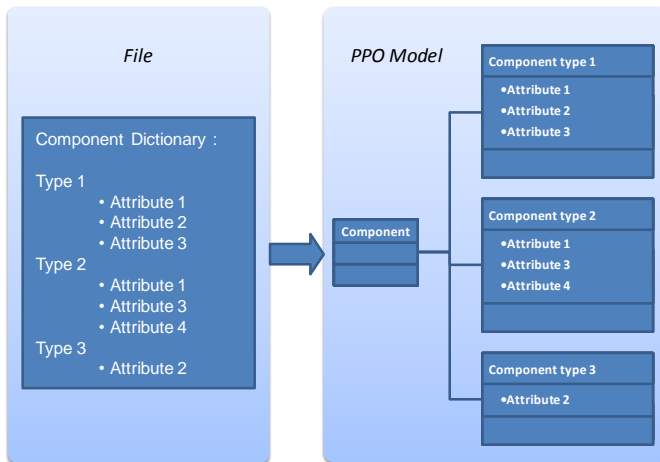 File
Component Dictionary :
Type 1
• Attribute 1
• Attribute 2
• Attribute 3
Type 2
• Attribute 1
• Attribute 3
• Attribute 4
Type 3
• Attribute 2
PPO Model
Component
Component type 1
•Attribute 1
•Attribute 2
•Attribute 3
Component type 2
•Attribute 1
•Attribute 3
•Attribute 4
Component type 3
•Attribute 2